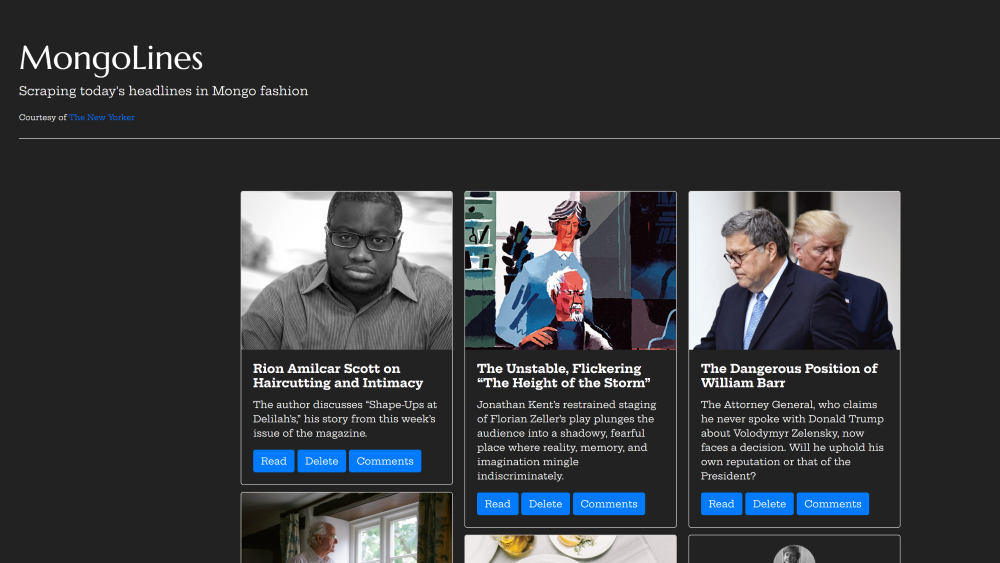 MongoLines
Scraping today's headlines in Mongo fashion
Courtesy of The New Yorker
Rion Amilcar Scott on
Haircutting and Intimacy
The author discusses “Shape-Ups at
Delilah’s,” his story from this week’s
issue of the magazine.
Read Delete Comments
The Unstable, Flickering
“The Height of the Storm”
Jonathan Kent’s restrained staging
of Florian Zeller’s play plunges the
audience into a shadowy, fearful
place where reality, memory, and
imagination mingle
indiscriminately.
Read Delete Comments
The Dangerous Position of
William Barr
The Attorney General, who claims
he never spoke with Donald Trump
about Volodymyr Zelensky, now
faces a decision. Will he uphold his
own reputation or that of the
President?
Read Delete Comments